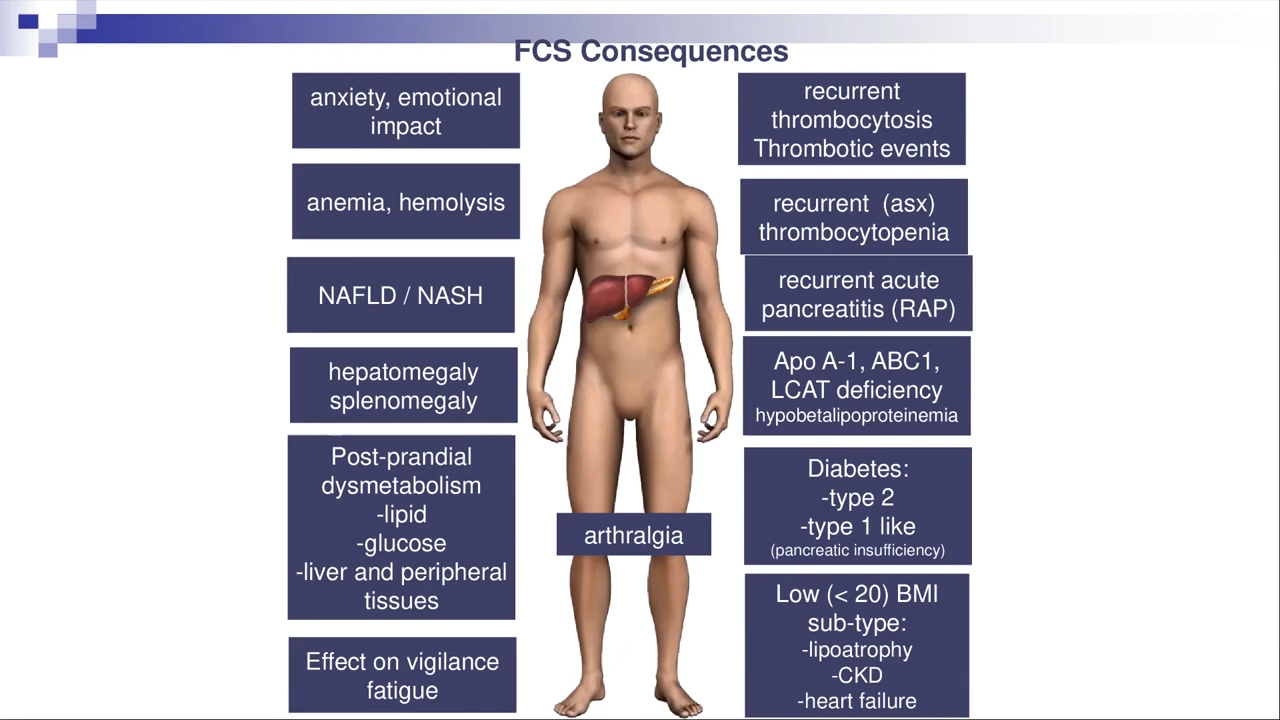 FCS Consequences
anxiety, emotional
impact
anemia, hemolysis
NAFLD / NASH
hepatomegaly
splenomegaly
Post-prandial
dysmetabolism
-lipid
-glucose
-liver and peripheral
tissues
Effect on vigilance
fatigue
arthralgia
recurrent
thrombocytosis
Thrombotic events
recurrent (asx)
thrombocytopenia
recurrent acute
pancreatitis (RAP)
Apo A-1, ABC1,
LCAT deficiency
hypobetalipoproteinemia
Diabetes:
-type 2
-type 1 like
(pancreatic insufficiency)
Low (< 20) BMI
sub-type:
-lipoatrophy
-CKD
-heart failure